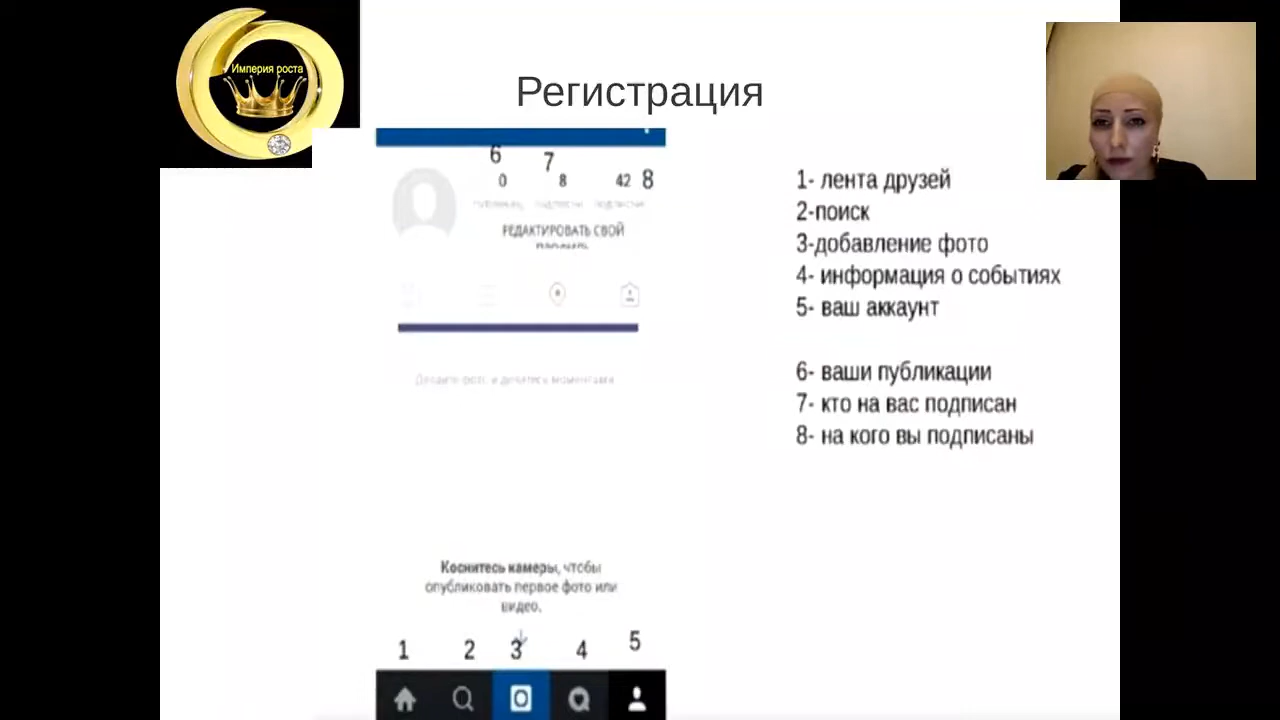 Империя роста
Регистрация
6 7
0 8 42 8
РЕДАКТИРОВАТЬ СВОЙ
ПРОФИЛЬ
Коснитесь камеры, чтобы
опубликовать первое фото или
видео.
1 2 3 4 5
1- лента друзей
2-поиск
3-добавление фото
4- информация о событиях
5- ваш аккаунт
6- ваши публикации
7- кто на вас подписан
8- на кого вы подписаны